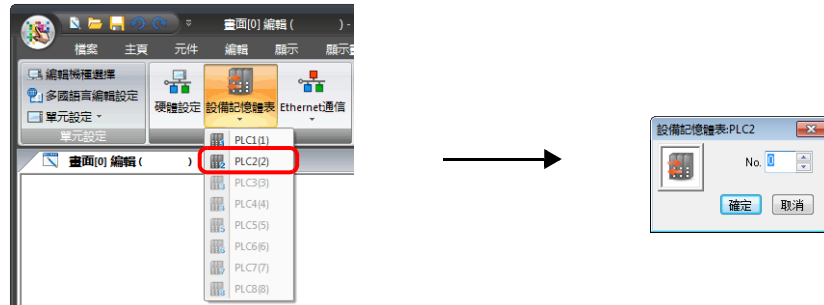 畫面[0] 編輯 ( ) -
檔案 主頁 元件 編輯 顯示 顯示畫
編輯機種選擇
多國語言編輯設定
單元設定
單元設定
硬體設定
設備記憶體表
Ethernet通信
畫面[0] 編輯 ( )
PLC1(1)
PLC2(2)
PLC3(3)
PLC4(4)
PLC5(5)
PLC6(6)
PLC7(7)
PLC8(8)
設備記憶體表:PLC2
No. 0
確定 取消